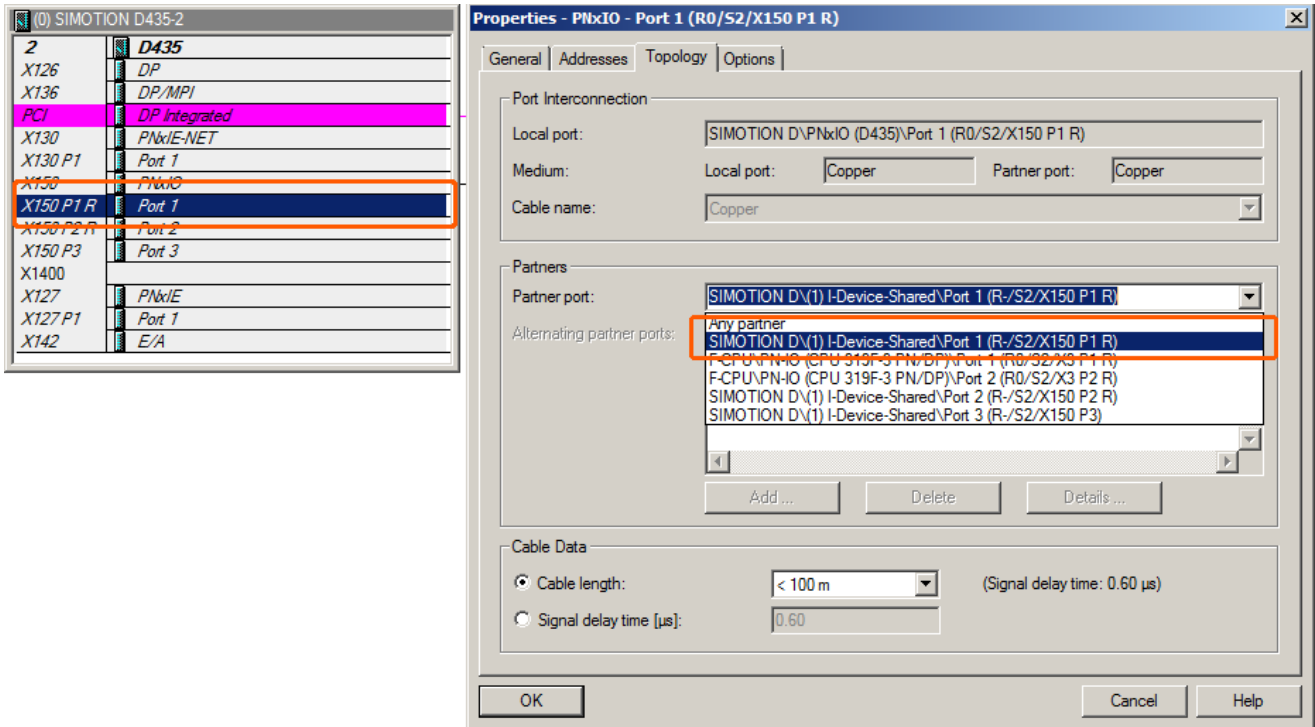 (0) SIMOTION D435-2
2 D435
X126 DP
X136 DP/MPI
PCI DP Integrated
X130 PNxIE-NET
X130 P1 Port 1
X150 PNxIO
X150 P1 R Port 1
X150 P2 R Port 2
X150 P3 Port 3
X1400
X127 PNxIE
X127 P1 Port 1
X142 E/A
Properties - PNxIO - Port 1 (R0/S2/X150 P1 R)
General Addresses Topology Options
Port Interconnection
Local port: SIMOTION D\PNxIO (D435)\Port 1 (R0/S2/X150 P1 R)
Medium: Local port: Copper Partner port: Copper
Cable name: Copper
Partners
Partner port: SIMOTION D\(1) I-Device-Shared\Port 1 (R-/S2/X150 P1 R)
Alternating partner ports:
Any partner
SIMOTION D\(1) I-Device-Shared\Port 1 (R-/S2/X150 P1 R)
F-CPU\PN-IO (CPU 319F-3 PN/DP)\Port 1 (R0/S2/X3 P1 R)
F-CPU\PN-IO (CPU 319F-3 PN/DP)\Port 2 (R0/S2/X3 P2 R)
SIMOTION D\(1) I-Device-Shared\Port 2 (R-/S2/X150 P2 R)
SIMOTION D\(1) I-Device-Shared\Port 3 (R-/S2/X150 P3)
Add ... Delete Details ...
Cable Data
Cable length: < 100 m (Signal delay time: 0.60 µs)
Signal delay time [µs]: 0.60
OK Cancel Help